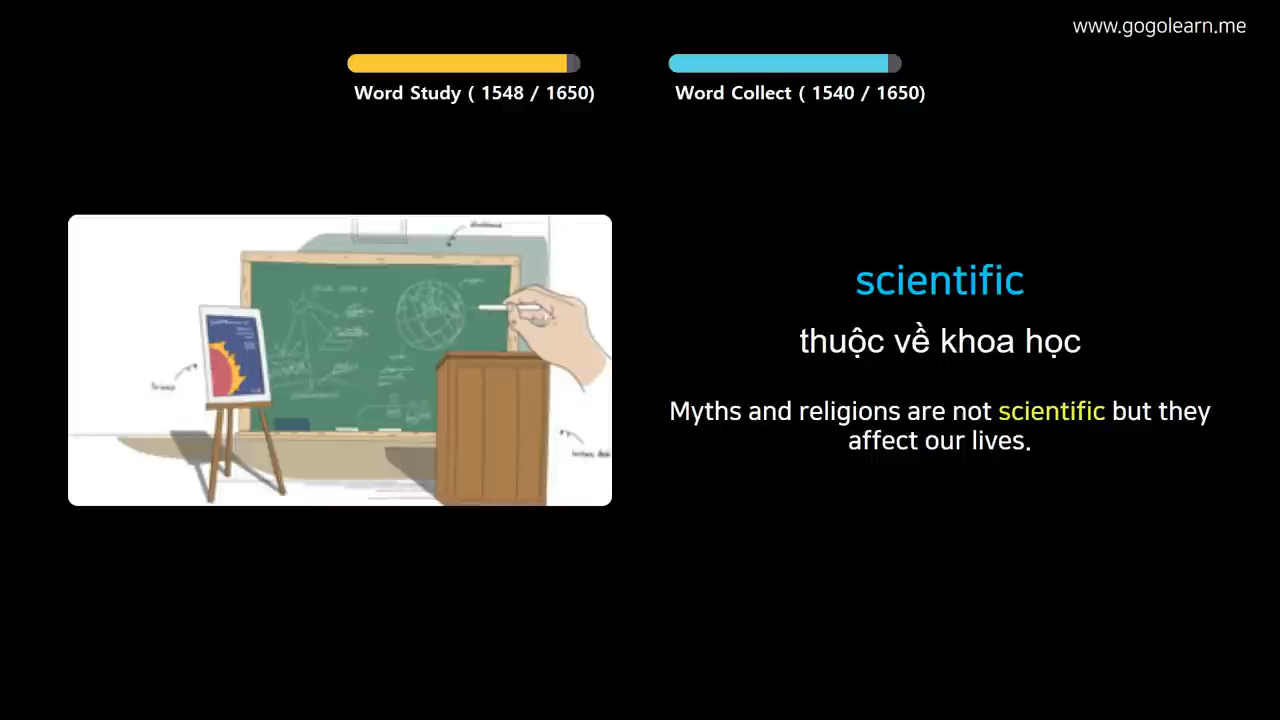 www.gogolearn.me
Word Study ( 1548 / 1650)
Word Collect ( 1540 / 1650)
scientific
thuộc về khoa học
Myths and religions are not scientific but they
affect our lives.